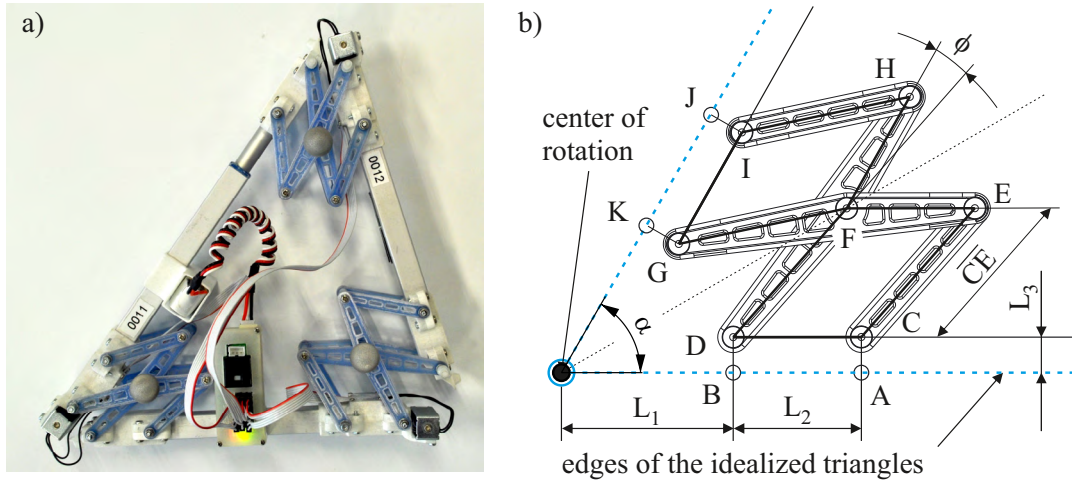 a)
0012
0011
b)
ϕ
H
J
center of
rotation
I
E
K
F
G
CE
L3
α
D
C
B
A
L1
L2
edges of the idealized triangles